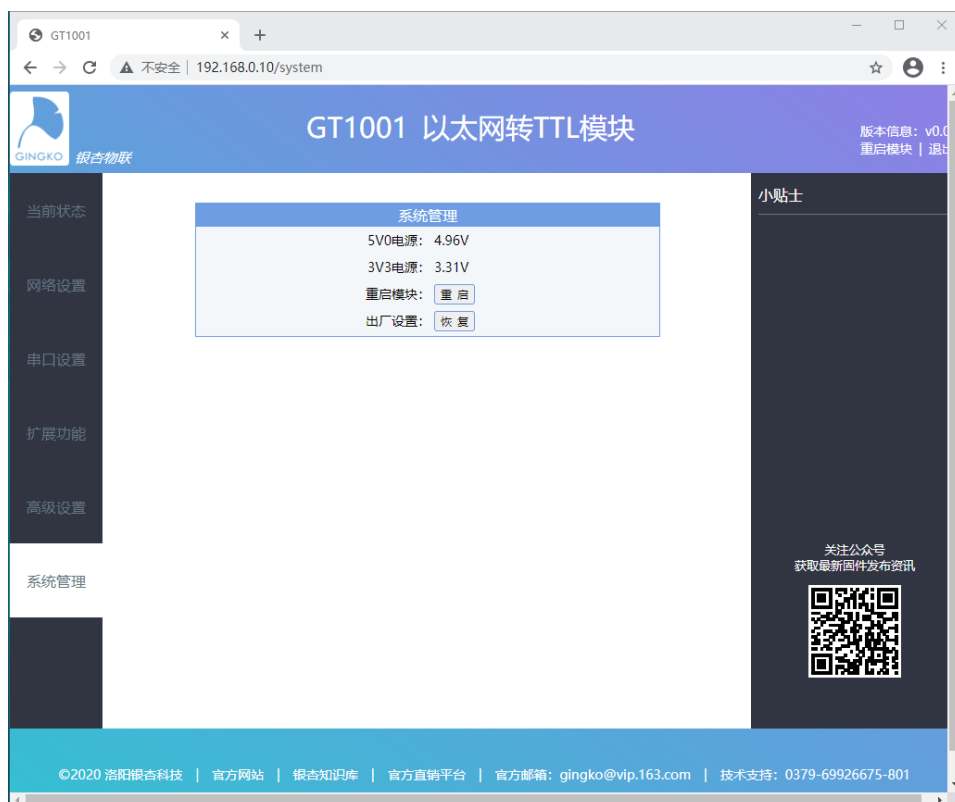 GT1001
不安全 192.168.0.10/system
GINGKO 银杏物联
GT1001 以太网转TTL模块
版本信息：v0.0
重启模块 | 退出
当前状态
网络设置
串口设置
扩展功能
高级设置
系统管理
系统管理
5V0电源： 4.96V
3V3电源： 3.31V
重启模块： 重 启
出厂设置： 恢 复
小贴士
关注公众号
获取最新固件发布资讯
©2020 洛阳银杏科技 | 官方网站 | 银杏知识库 | 官方直销平台 | 官方邮箱：gingko@vip.163.com | 技术支持：0379-69926675-801